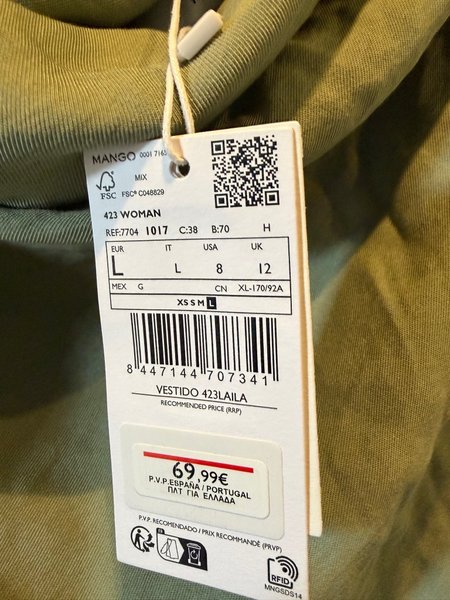 MANGO 0001 7165
MIX
FSC
FSC® C048829
423 WOMAN
REF:7704 1017 C:38 B:70 H
EUR IT USA UK
L L 8 12
MEX G CN XL-170/92A
XS S M L
8 447144 707341
VESTIDO 423LAILA
RECOMMENDED PRICE (RRP)
69,99€
P.V.P.ESPAÑA / PORTUGAL
ΠΛΤ ΓΙΑ ΕΛΛΑΔΑ
P.V.P. RECOMENDADO / PRIX RECOMMANDÉ (PRVP)
RFID
MNGSDS14